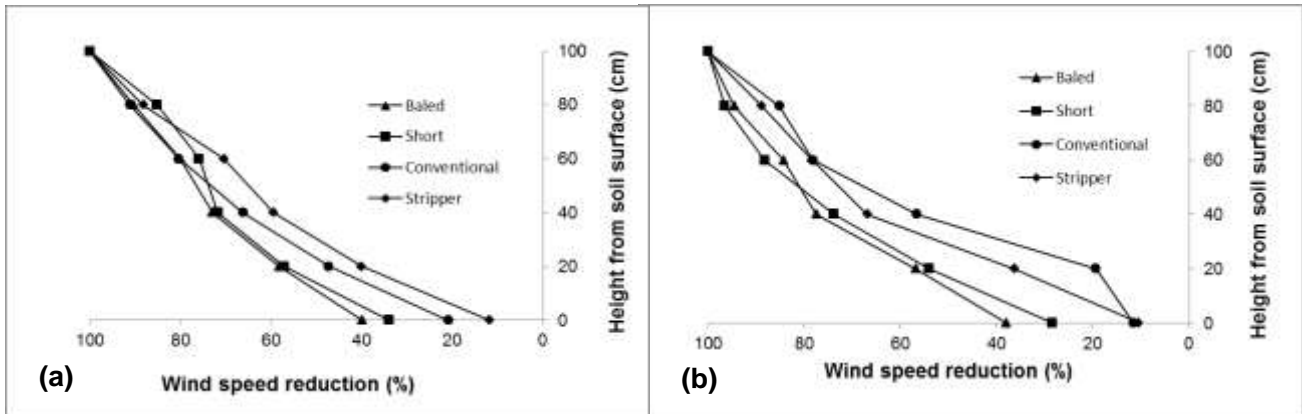 100
80
60
40
20
0
Height from soil surface (cm)
Baled
Short
Conventional
Stripper
100 80 60 40 20 0
Wind speed reduction (%)
(a)
100
80
60
40
20
0
Height from soil surface (cm)
Baled
Short
Conventional
Stripper
100 80 60 40 20 0
Wind speed reduction (%)
(b)